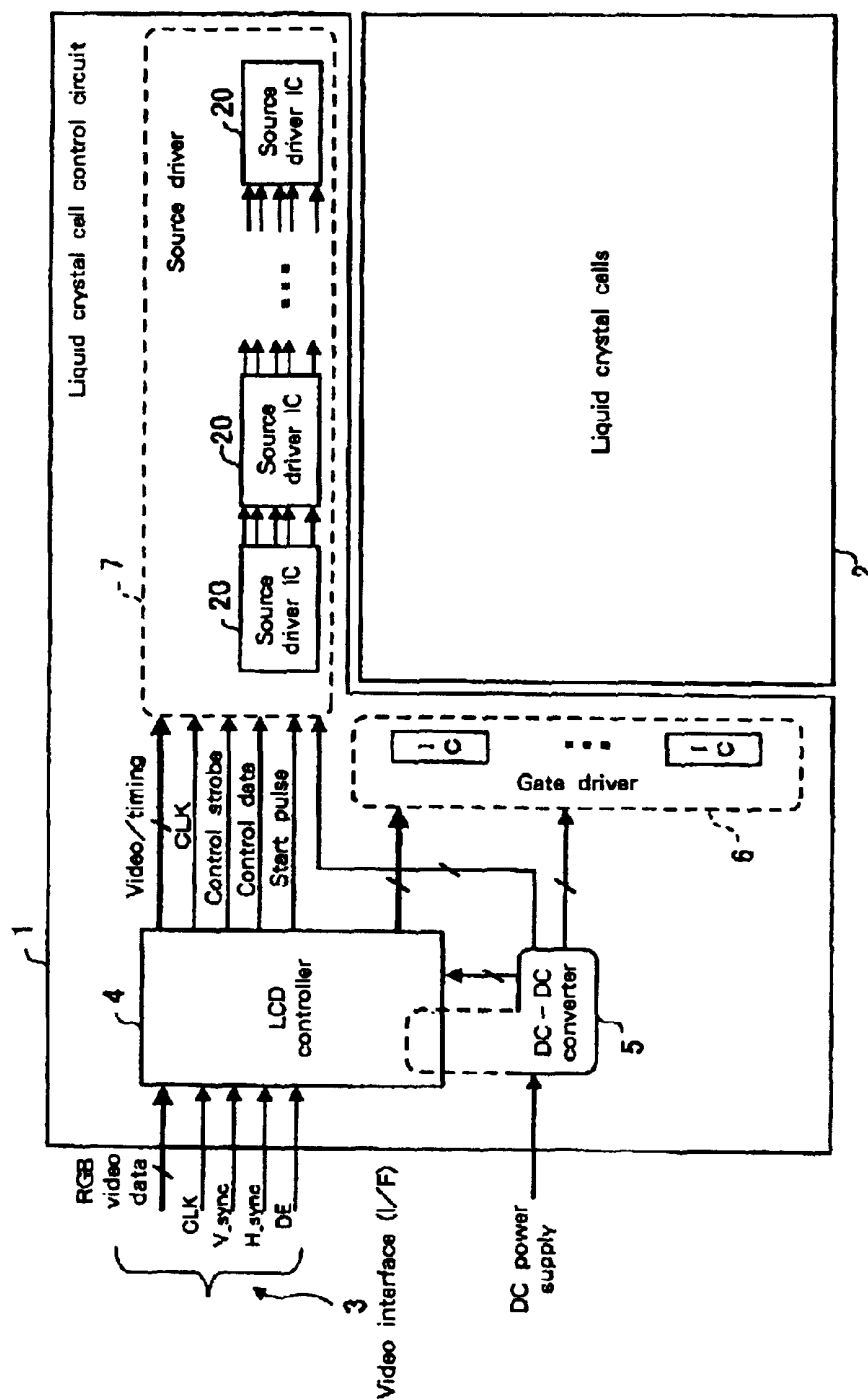 1
Liquid crystal cell control circuit
RGB
video
data
CLK
V_sync
H_sync
DE
3
Video interface (I/F)
4
LCD
controller
Video/timing
CLK
Control strobe
Control data
Start pulse
7
Source driver
20
Source
driver IC
20
Source
driver IC
20
Source
driver IC
DC power
supply
DC-DC
converter
5
Gate driver
I
C
I
C
6
Liquid crystal cells
2